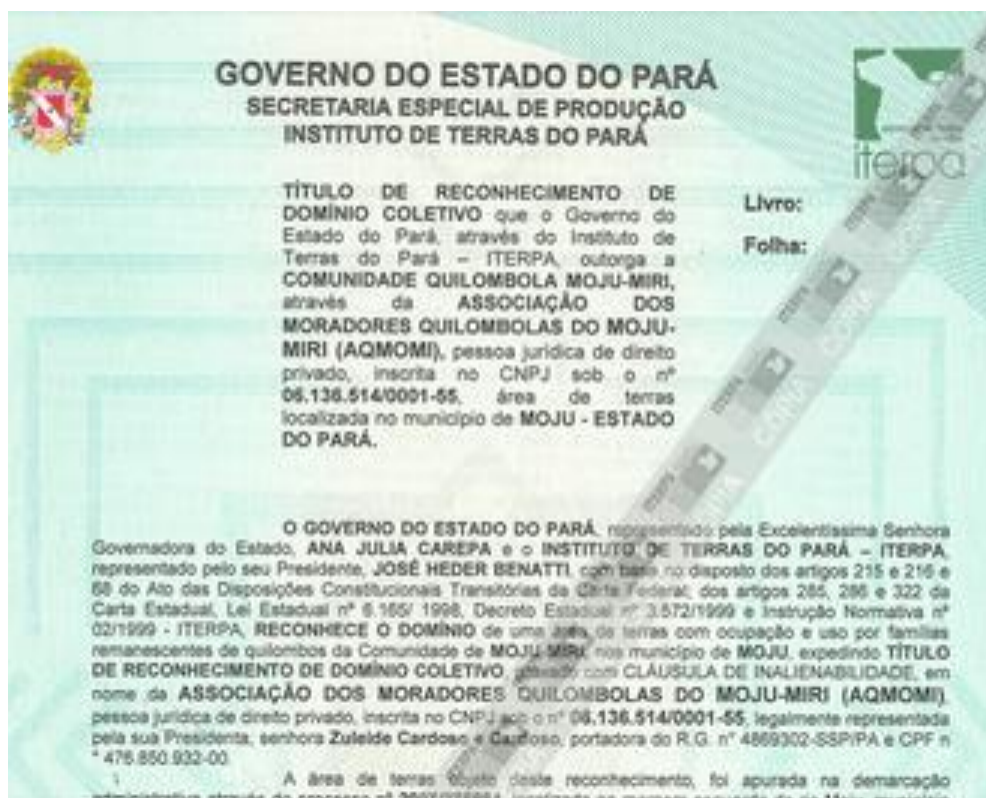 GOVERNO DO ESTADO DO PARÁ
SECRETARIA ESPECIAL DE PRODUÇÃO
INSTITUTO DE TERRAS DO PARÁ
iterpa
TÍTULO DE RECONHECIMENTO DE
DOMÍNIO COLETIVO que o Governo do
Estado do Pará, através do Instituto de
Terras do Pará – ITERPA, outorga a
COMUNIDADE QUILOMBOLA MOJU-MIRI,
através da ASSOCIAÇÃO DOS
MORADORES QUILOMBOLAS DO MOJU-
MIRI (AQMOMI), pessoa jurídica de direito
privado, inscrita no CNPJ sob o nº
06.136.514/0001-55, área de terras
localizada no município de MOJU - ESTADO
DO PARÁ.
Livro:
Folha:
O GOVERNO DO ESTADO DO PARÁ, representado pela Excelentíssima Senhora
Governadora do Estado, ANA JULIA CAREPA e o INSTITUTO DE TERRAS DO PARÁ – ITERPA,
representado pelo seu Presidente, JOSÉ HEDER BENATTI, com base no disposto dos artigos 215 e 216 e
68 do Ato das Disposições Constitucionais Transitórias da Carta Federal; dos artigos 285, 286 e 322 da
Carta Estadual, Lei Estadual nº 6.165/ 1998, Decreto Estadual nº 3.572/1999 e Instrução Normativa nº
02/1999 - ITERPA, RECONHECE O DOMÍNIO de uma área de terras com ocupação e uso por famílias
remanescentes de quilombos da Comunidade de MOJU MIRI, nos município de MOJU, expedindo TÍTULO
DE RECONHECIMENTO DE DOMÍNIO COLETIVO, gravado com CLÁUSULA DE INALIENABILIDADE, em
nome da ASSOCIAÇÃO DOS MORADORES QUILOMBOLAS DO MOJU-MIRI (AQMOMI),
pessoa jurídica de direito privado, inscrita no CNPJ sob o nº 06.136.514/0001-55, legalmente representada
pela sua Presidenta, senhora Zuleide Cardoso e Cardoso, portadora do R.G. nº 4869302-SSP/PA e CPF n
º 476.850.932-00.
A área de terras objeto deste reconhecimento, foi apurada na demarcação